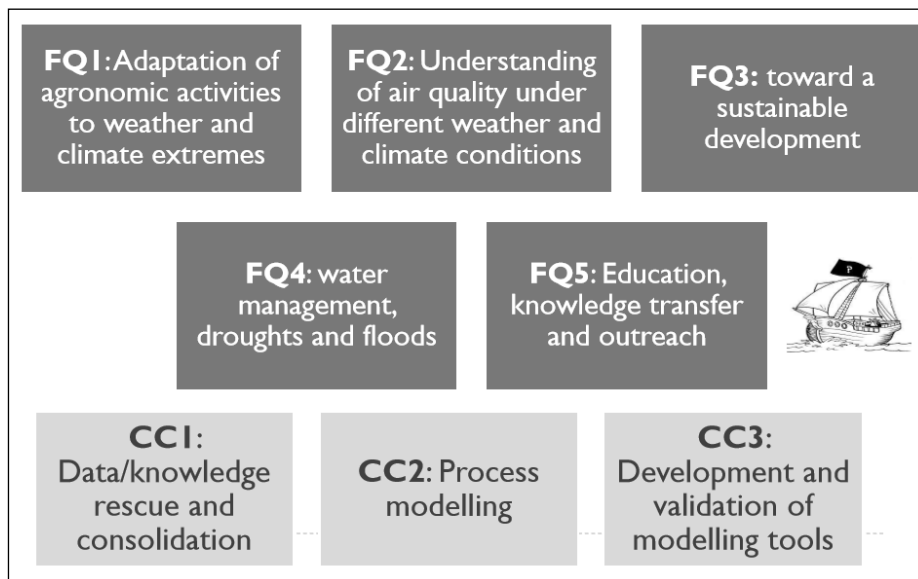 FQ1: Adaptation of
agronomic activities
to weather and
climate extremes
FQ2: Understanding
of air quality under
different weather and
climate conditions
FQ3: toward a
sustainable
development
FQ4: water
management,
droughts and floods
FQ5: Education,
knowledge transfer
and outreach
P
CC1:
Data/knowledge
rescue and
consolidation
CC2: Process
modelling
CC3:
Development and
validation of
modelling tools